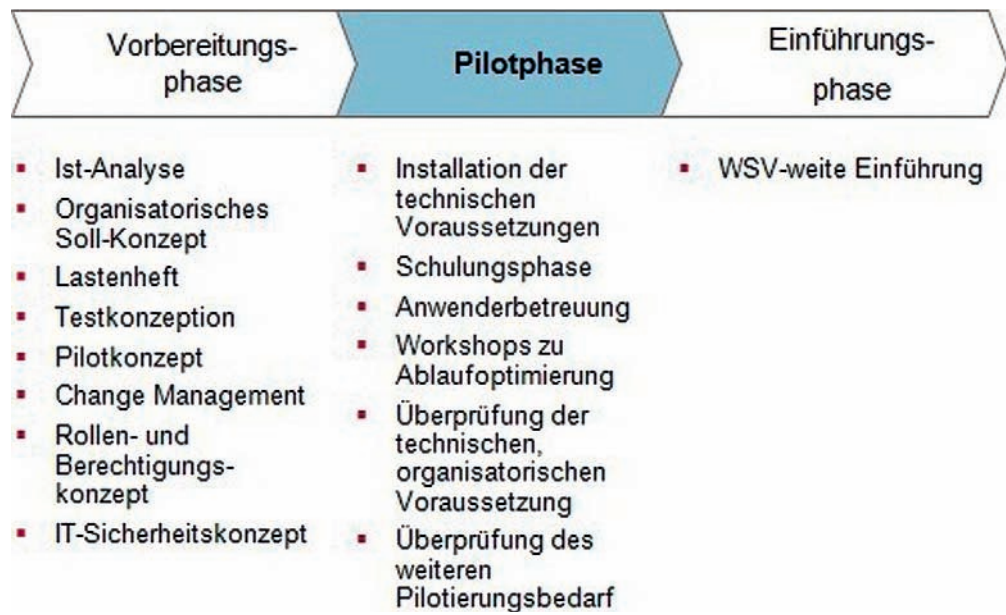 Vorbereitungs-
phase
Pilotphase
Einführungs-
phase
▪ Ist-Analyse
▪ Organisatorisches
Soll-Konzept
▪ Lastenheft
▪ Testkonzeption
▪ Pilotkonzept
▪ Change Management
▪ Rollen- und
Berechtigungs-
konzept
▪ IT-Sicherheitskonzept
▪ Installation der
technischen
Voraussetzungen
▪ Schulungsphase
▪ Anwenderbetreuung
▪ Workshops zu
Ablaufoptimierung
▪ Überprüfung der
technischen,
organisatorischen
Voraussetzung
▪ Überprüfung des
weiteren
Pilotierungsbedarf
▪ WSV-weite Einführung